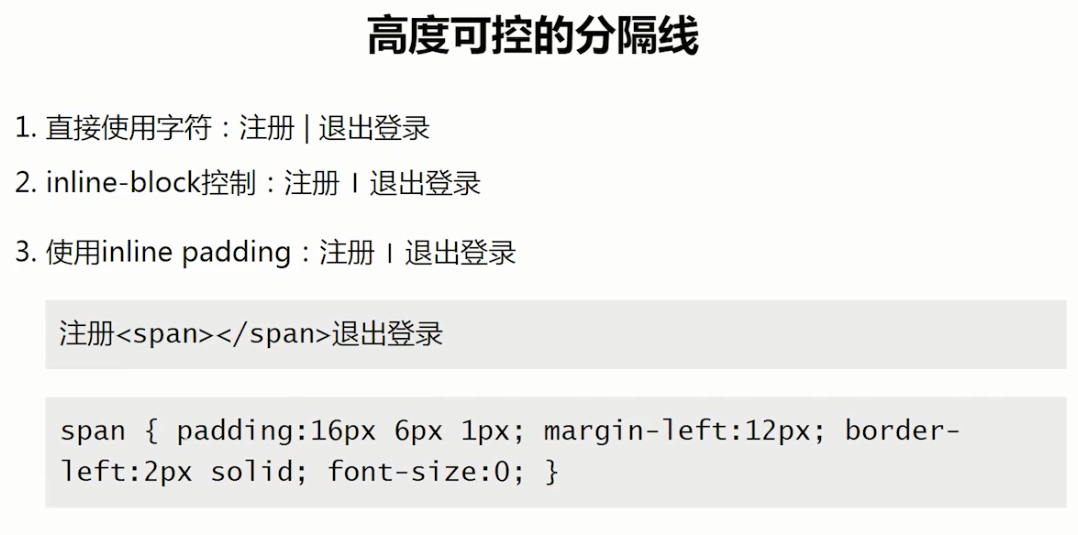 高度可控的分隔线
1. 直接使用字符：注册 | 退出登录
2. inline-block控制：注册 | 退出登录
3. 使用inline padding：注册 | 退出登录
注册<span></span>退出登录
span { padding:16px 6px 1px; margin-left:12px; border-
left:2px solid; font-size:0; }